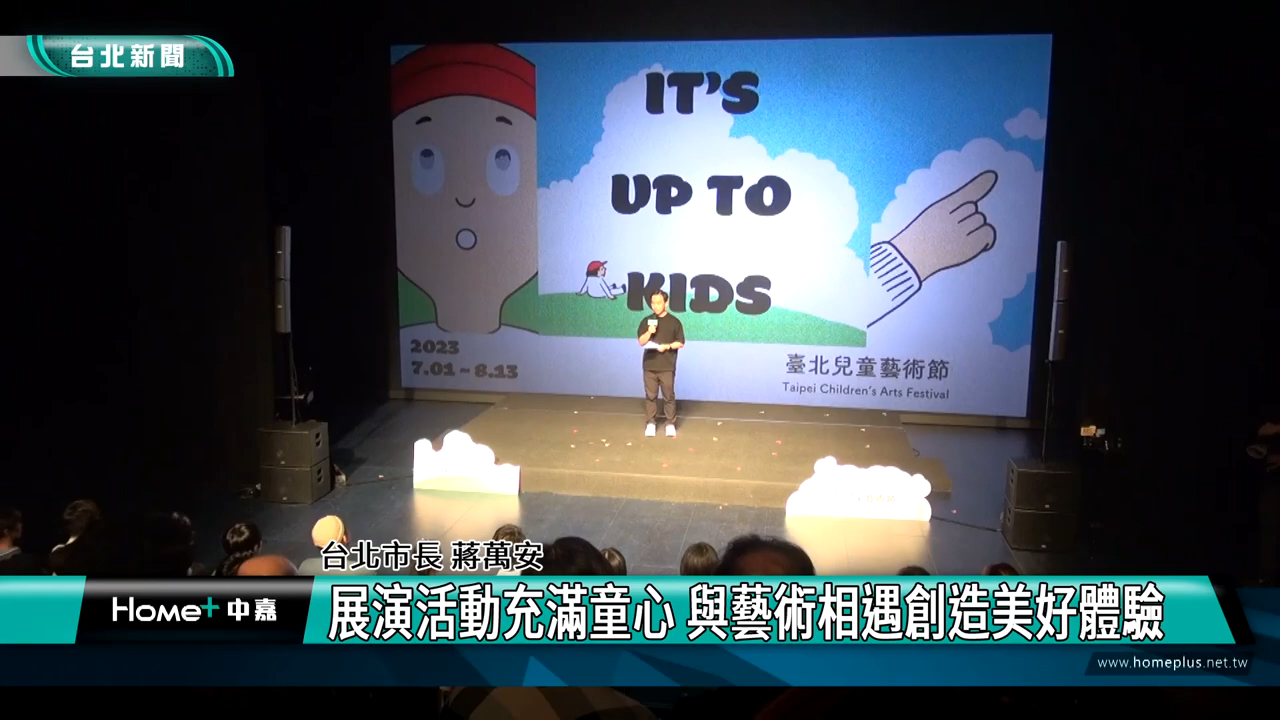 台北新聞
IT'S
UP TO
KIDS
2023
7.01 ~ 8.13
臺北兒童藝術節
Taipei Children's Arts Festival
台北市長 蔣萬安
Home+ 中嘉
展演活動充滿童心 與藝術相遇創造美好體驗
www.homeplus.net.tw